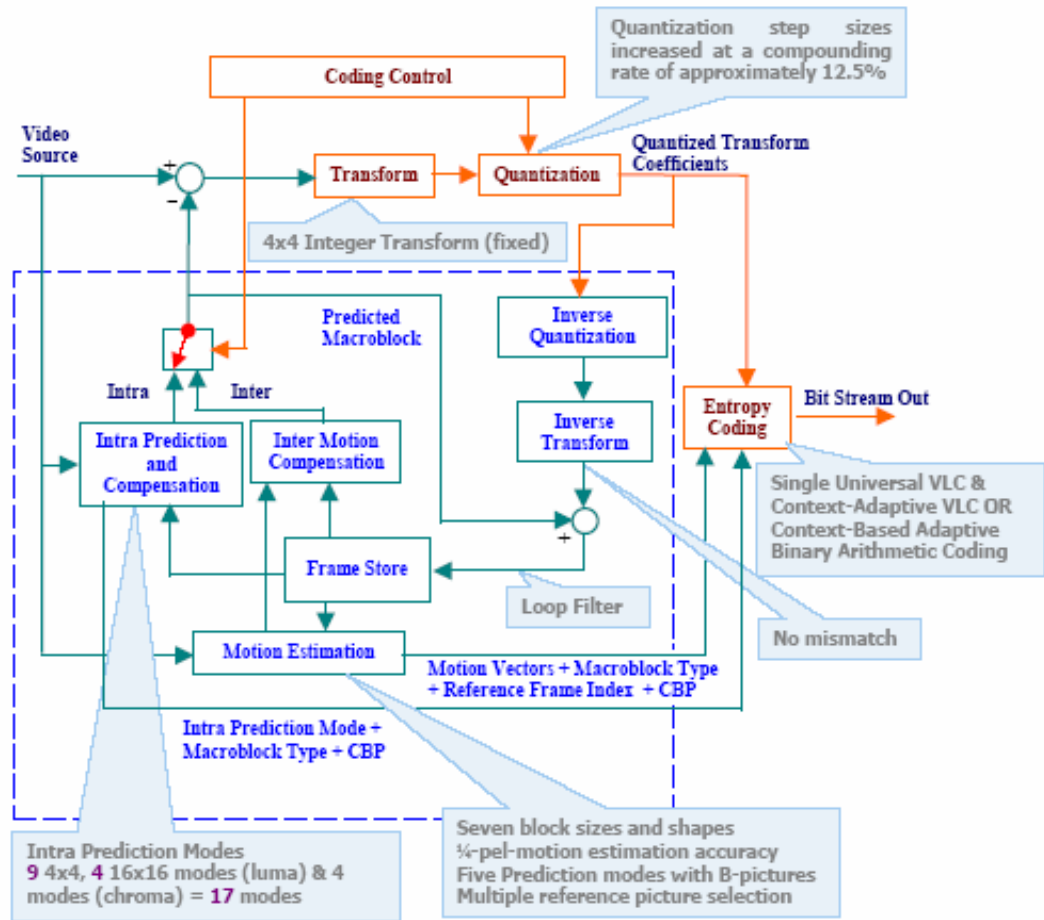 Quantization step sizes
increased at a compounding
rate of approximately 12.5%
Coding Control
Video
Source
+
−
Transform
Quantization
Quantized Transform
Coefficients
4x4 Integer Transform (fixed)
Predicted
Macroblock
Inverse
Quantization
Intra
Inter
Inverse
Transform
Entropy
Coding
Bit Stream Out
Intra Prediction
and
Compensation
Inter Motion
Compensation
+
Single Universal VLC &
Context-Adaptive VLC OR
Context-Based Adaptive
Binary Arithmetic Coding
Frame Store
Loop Filter
No mismatch
Motion Estimation
Motion Vectors + Macroblock Type
+ Reference Frame Index + CBP
Intra Prediction Mode +
Macroblock Type + CBP
Intra Prediction Modes
9 4x4, 4 16x16 modes (luma) & 4
modes (chroma) = 17 modes
Seven block sizes and shapes
¼-pel-motion estimation accuracy
Five Prediction modes with B-pictures
Multiple reference picture selection